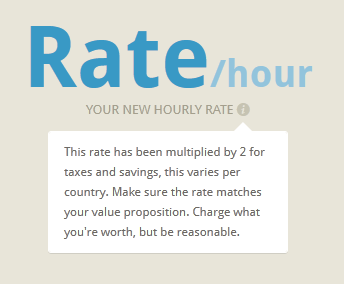 Rate/hour
YOUR NEW HOURLY RATE i
This rate has been multiplied by 2 for
taxes and savings, this varies per
country. Make sure the rate matches
your value proposition. Charge what
you're worth, but be reasonable.